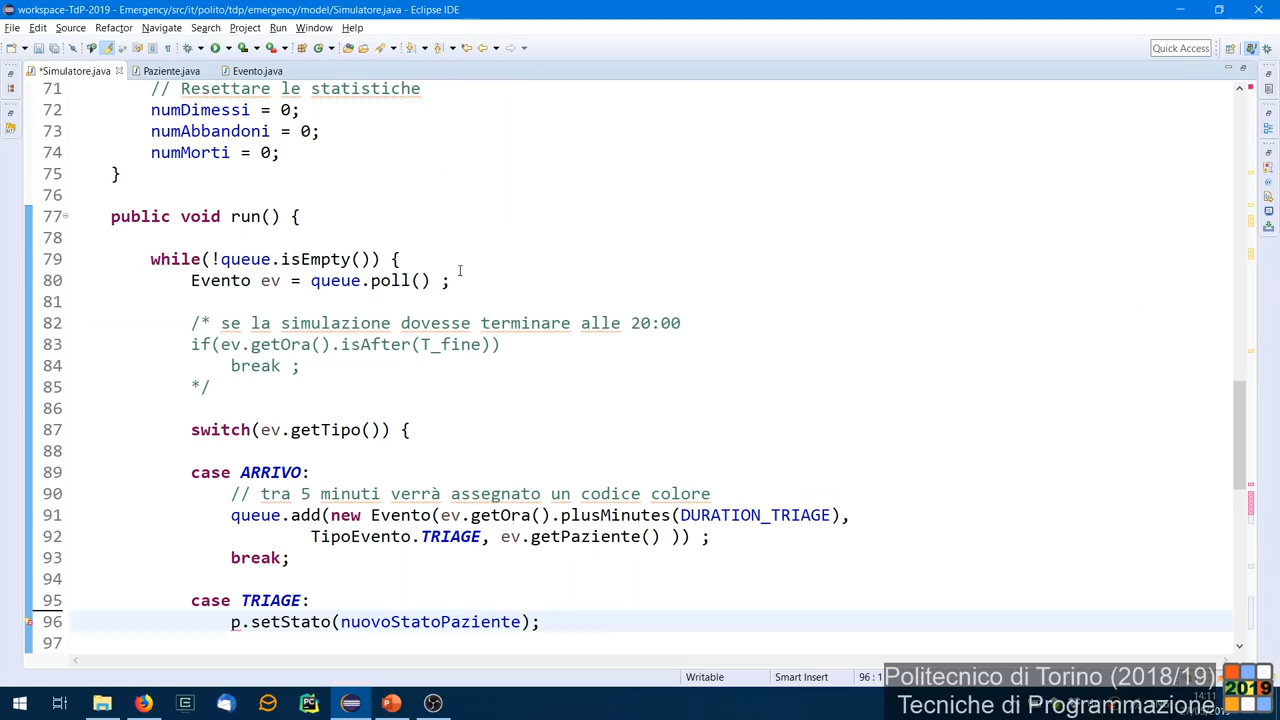 workspace-TdP-2019 - Emergency/src/it/polito/tdp/emergency/model/Simulatore.java - Eclipse IDE
File Edit Source Refactor Navigate Search Project Run Window Help
Quick Access
*Simulatore.java Paziente.java Evento.java
71 // Resettare le statistiche
72 numDimessi = 0;
73 numAbbandoni = 0;
74 numMorti = 0;
75 }
76
77 public void run() {
78
79 while(!queue.isEmpty()) {
80 Evento ev = queue.poll() ;
81
82 /* se la simulazione dovesse terminare alle 20:00
83 if(ev.getOra().isAfter(T_fine))
84 break ;
85 */
86
87 switch(ev.getTipo()) {
88
89 case ARRIVO:
90 // tra 5 minuti verrà assegnato un codice colore
91 queue.add(new Evento(ev.getOra().plusMinutes(DURATION_TRIAGE),
92 TipoEvento.TRIAGE, ev.getPaziente() )) ;
93 break;
94
95 case TRIAGE:
96 p.setStato(nuovoStatoPaziente);
97
Writable Smart Insert 96 : 1
Politecnico di Torino (2018/19)
Tecniche di Programmazione
2019
14:11